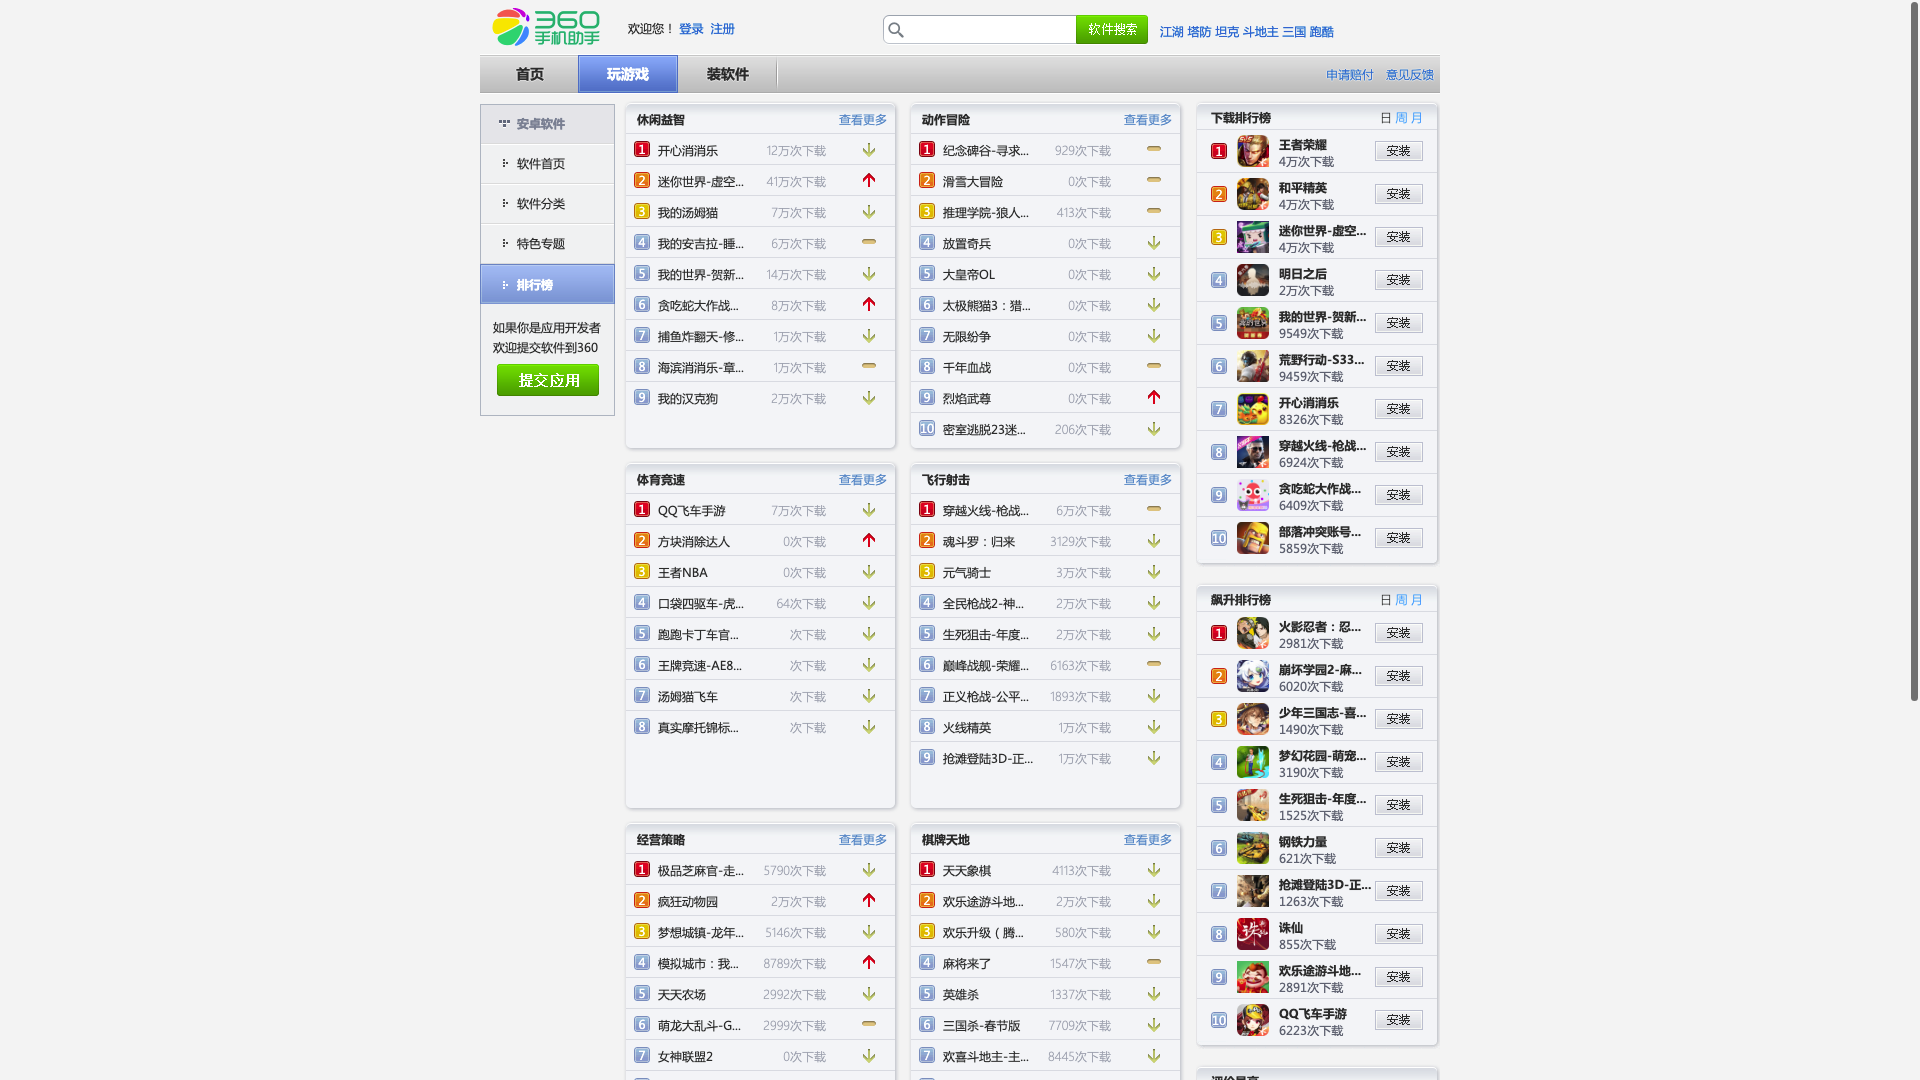 360手机助手
欢迎您！ 登录 注册
软件搜索
江湖 塔防 坦克 斗地主 三国 跑酷
首页 玩游戏 装软件
申请赔付 意见反馈
安卓软件
软件首页
软件分类
特色专题
排行榜
如果你是应用开发者
欢迎提交软件到360
提交应用
休闲益智 查看更多
1 开心消消乐 12万次下载
2 迷你世界-虚空... 41万次下载
3 我的汤姆猫 7万次下载
4 我的安吉拉-睡... 6万次下载
5 我的世界-贺新... 14万次下载
6 贪吃蛇大作战... 8万次下载
7 捕鱼炸翻天-修... 1万次下载
8 海滨消消乐-章... 1万次下载
9 我的汉克狗 2万次下载
动作冒险 查看更多
1 纪念碑谷-寻求... 929次下载
2 滑雪大冒险 0次下载
3 推理学院-狼人... 413次下载
4 放置奇兵 0次下载
5 大皇帝OL 0次下载
6 太极熊猫3：猎... 0次下载
7 无限纷争 0次下载
8 千年血战 0次下载
9 烈焰武尊 0次下载
10 密室逃脱23迷... 206次下载
体育竞速 查看更多
1 QQ飞车手游 7万次下载
2 方块消除达人 0次下载
3 王者NBA 0次下载
4 口袋四驱车-虎... 64次下载
5 跑跑卡丁车官... 次下载
6 王牌竞速-AE8... 次下载
7 汤姆猫飞车 次下载
8 真实摩托锦标... 次下载
飞行射击 查看更多
1 穿越火线-枪战... 6万次下载
2 魂斗罗：归来 3129次下载
3 元气骑士 3万次下载
4 全民枪战2-神... 2万次下载
5 生死狙击-年度... 2万次下载
6 巅峰战舰-荣耀... 6163次下载
7 正义枪战-公平... 1893次下载
8 火线精英 1万次下载
9 抢滩登陆3D-正... 1万次下载
经营策略 查看更多
1 极品芝麻官-走... 5790次下载
2 疯狂动物园 2万次下载
3 梦想城镇-龙年... 5146次下载
4 模拟城市：我... 8789次下载
5 天天农场 2992次下载
6 萌龙大乱斗-G... 2999次下载
7 女神联盟2 0次下载
棋牌天地 查看更多
1 天天象棋 4113次下载
2 欢乐途游斗地... 2万次下载
3 欢乐升级（腾... 580次下载
4 麻将来了 1547次下载
5 英雄杀 1337次下载
6 三国杀-春节版 7709次下载
7 欢喜斗地主-主... 8445次下载
下载排行榜 日 周 月
1 王者荣耀 安装
4万次下载
2 和平精英 安装
4万次下载
3 迷你世界-虚空... 安装
4万次下载
4 明日之后 安装
2万次下载
5 我的世界-贺新... 安装
9549次下载
6 荒野行动-S33... 安装
9459次下载
7 开心消消乐 安装
8326次下载
8 穿越火线-枪战... 安装
6924次下载
9 贪吃蛇大作战... 安装
6409次下载
10 部落冲突账号... 安装
5859次下载
飙升排行榜 日 周 月
1 火影忍者：忍... 安装
2981次下载
2 崩坏学园2-麻... 安装
6020次下载
3 少年三国志-喜... 安装
1490次下载
4 梦幻花园-萌宠... 安装
3190次下载
5 生死狙击-年度... 安装
1525次下载
6 钢铁力量 安装
621次下载
7 抢滩登陆3D-正... 安装
1263次下载
8 诛仙 安装
855次下载
9 欢乐途游斗地... 安装
2891次下载
10 QQ飞车手游 安装
6223次下载